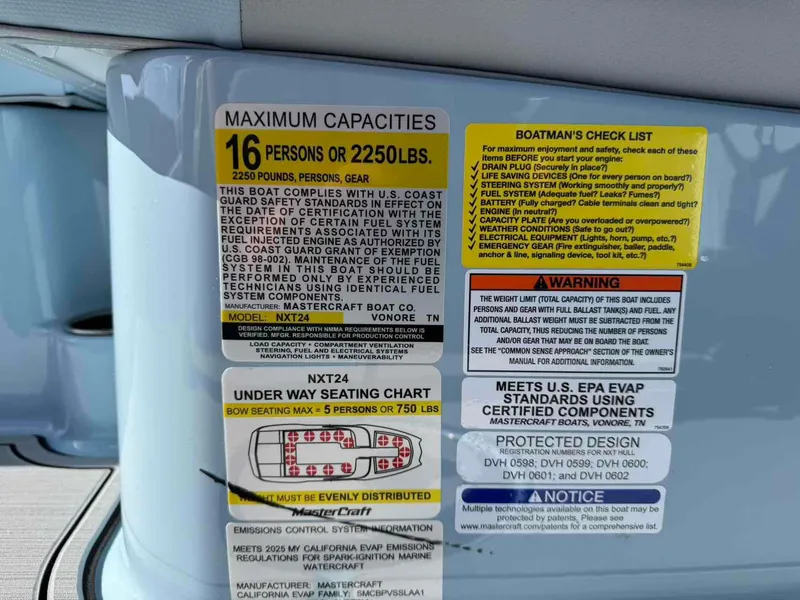 MAXIMUM CAPACITIES
16 PERSONS OR 2250 LBS.
2250 POUNDS, PERSONS, GEAR
THIS BOAT COMPLIES WITH U.S. COAST
GUARD SAFETY STANDARDS IN EFFECT ON
THE DATE OF CERTIFICATION WITH THE
EXCEPTION OF CERTAIN FUEL SYSTEM
REQUIREMENTS ASSOCIATED WITH ITS
FUEL INJECTED ENGINE AS AUTHORIZED BY
U.S. COAST GUARD GRANT OF EXEMPTION
(CGB 98-002). MAINTENANCE OF THE FUEL
SYSTEM IN THIS BOAT SHOULD BE
PERFORMED ONLY BY EXPERIENCED
TECHNICIANS USING IDENTICAL FUEL
SYSTEM COMPONENTS.
MANUFACTURER: MASTERCRAFT BOAT CO.
MODEL: NXT24 VONORE TN
DESIGN COMPLIANCE WITH NMMA REQUIREMENTS BELOW IS
VERIFIED. MFGR. RESPONSIBLE FOR PRODUCTION CONTROL
LOAD CAPACITY • COMPARTMENT VENTILATION
STEERING, FUEL AND ELECTRICAL SYSTEMS
NAVIGATION LIGHTS • MANEUVERABILITY
NXT24
UNDER WAY SEATING CHART
BOW SEATING MAX = 5 PERSONS OR 750 LBS
WEIGHT MUST BE EVENLY DISTRIBUTED
MasterCraft
EMISSIONS CONTROL SYSTEM INFORMATION
MEETS 2025 MY CALIFORNIA EVAP EMISSIONS
REGULATIONS FOR SPARK-IGNITION MARINE
WATERCRAFT
MANUFACTURER: MASTERCRAFT
CALIFORNIA EVAP FAMILY: SMCBPVSSLAA1
BOATMAN'S CHECK LIST
For maximum enjoyment and safety, check each of these
items BEFORE you start your engine:
✓ DRAIN PLUG (Securely in place?)
✓ LIFE SAVING DEVICES (One for every person on board?)
✓ STEERING SYSTEM (Working smoothly and properly?)
✓ FUEL SYSTEM (Adequate fuel? Leaks? Fumes?)
✓ BATTERY (Fully charged? Cable terminals clean and tight?)
✓ ENGINE (In neutral?)
✓ CAPACITY PLATE (Are you overloaded or overpowered?)
✓ WEATHER CONDITIONS (Safe to go out?)
✓ ELECTRICAL EQUIPMENT (Lights, horn, pump, etc.?)
✓ EMERGENCY GEAR (Fire extinguisher, bailer, paddle,
anchor & line, signaling device, tool kit, etc.?)
WARNING
THE WEIGHT LIMIT (TOTAL CAPACITY) OF THIS BOAT INCLUDES
PERSONS AND GEAR WITH FULL BALLAST TANK(S) AND FUEL. ANY
ADDITIONAL BALLAST WEIGHT MUST BE SUBTRACTED FROM THE
TOTAL CAPACITY, THUS REDUCING THE NUMBER OF PERSONS
AND/OR GEAR THAT MAY BE ON BOARD THE BOAT.
SEE THE "COMMON SENSE APPROACH" SECTION OF THE OWNER'S
MANUAL FOR ADDITIONAL INFORMATION.
MEETS U.S. EPA EVAP
STANDARDS USING
CERTIFIED COMPONENTS
MASTERCRAFT BOATS, VONORE, TN
PROTECTED DESIGN
REGISTRATION NUMBERS FOR NXT HULL
DVH 0598; DVH 0599; DVH 0600;
DVH 0601; and DVH 0602
NOTICE
Multiple technologies available on this boat may be
protected by patents. Please see
www.mastercraft.com/patents for a comprehensive list.